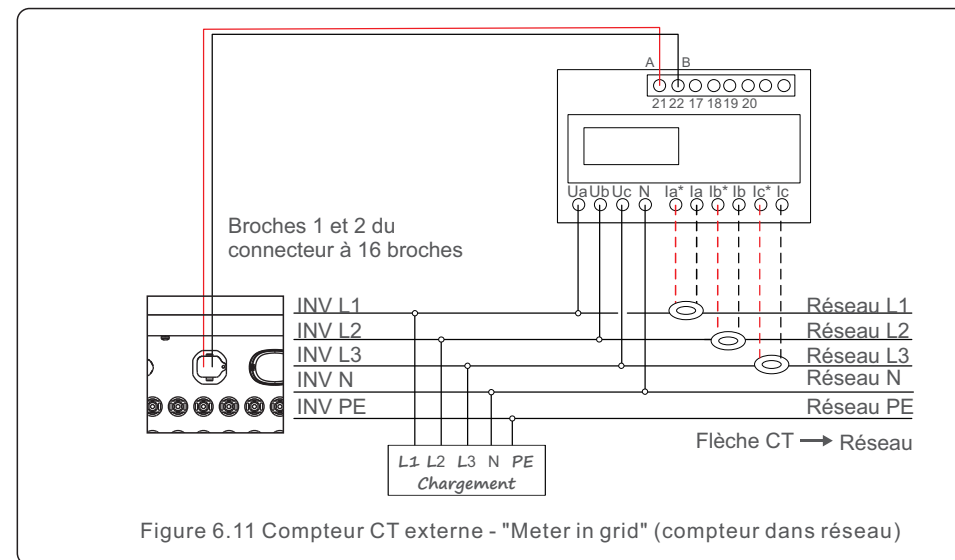 A B
21 22 17 18 19 20
Ua Ub Uc N Ia* Ia Ib* Ib Ic* Ic
Broches 1 et 2 du
connecteur à 16 broches
INV L1 Réseau L1
INV L2 Réseau L2
INV L3 Réseau L3
INV N Réseau N
INV PE Réseau PE
Flèche CT → Réseau
L1 L2 L3 N PE
Chargement
Figure 6.11 Compteur CT externe - "Meter in grid" (compteur dans réseau)